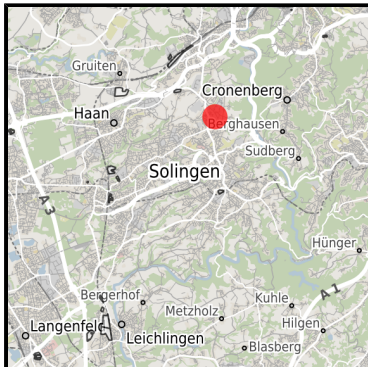 Gruiten
Cronenberg
Haan
Berghausen
Sudberg
Solingen
A 3
Hünger
A 1
Bergerhof
Kuhle
Metzholz
Langenfeld
Leichlingen
Hilgen
Blasberg